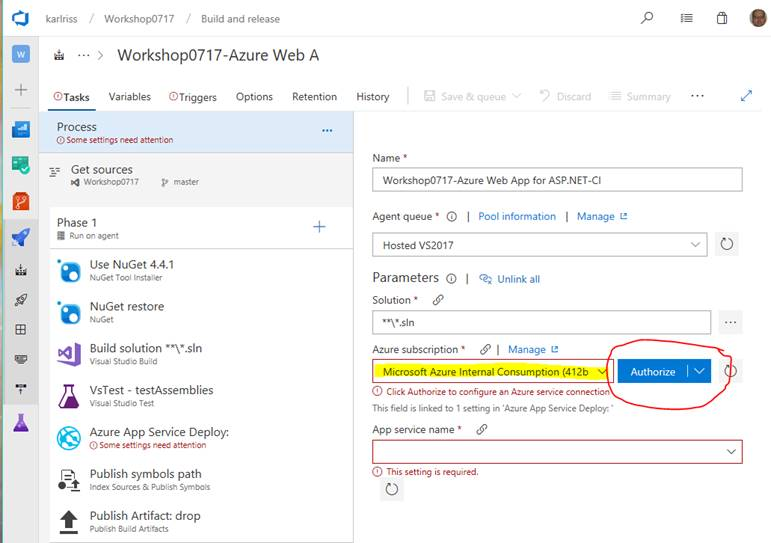 karlriss / Workshop0717 / Build and release
W
··· > Workshop0717-Azure Web A
Tasks Variables Triggers Options Retention History Save & queue Discard Summary ···
Process ···
Some settings need attention
Get sources
Workshop0717 master
Phase 1
Run on agent
Use NuGet 4.4.1
NuGet Tool Installer
NuGet restore
NuGet
Build solution **\*.sln
Visual Studio Build
VsTest - testAssemblies
Visual Studio Test
Azure App Service Deploy:
Some settings need attention
Publish symbols path
Index Sources & Publish Symbols
Publish Artifact: drop
Publish Build Artifacts
Name *
Workshop0717-Azure Web App for ASP.NET-CI
Agent queue * | Pool information | Manage
Hosted VS2017
Parameters | Unlink all
Solution *
**\*.sln ...
Azure subscription * | Manage
Microsoft Azure Internal Consumption (412b Authorize
Click Authorize to configure an Azure service connection
This field is linked to 1 setting in 'Azure App Service Deploy: '
App service name *
This setting is required.